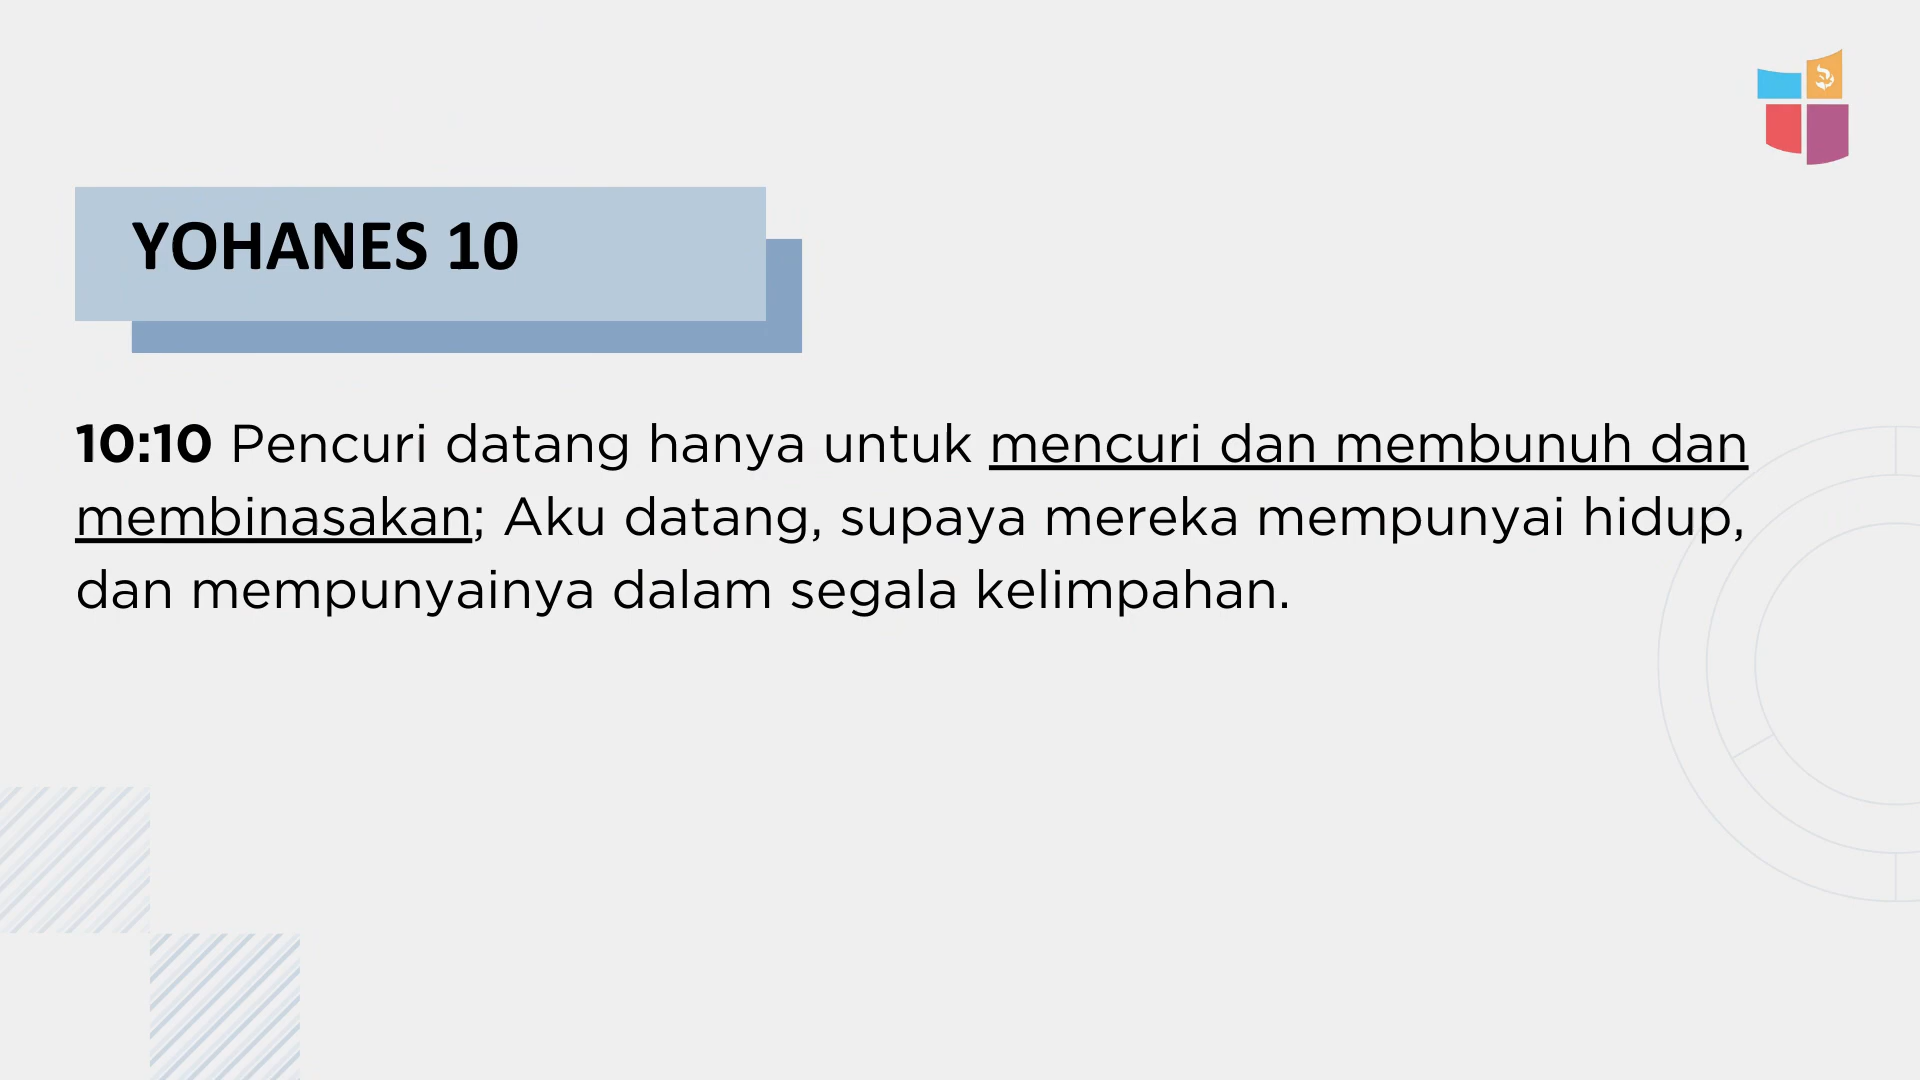 YOHANES 10
10:10 Pencuri datang hanya untuk mencuri dan membunuh dan
membinasakan; Aku datang, supaya mereka mempunyai hidup,
dan mempunyainya dalam segala kelimpahan.